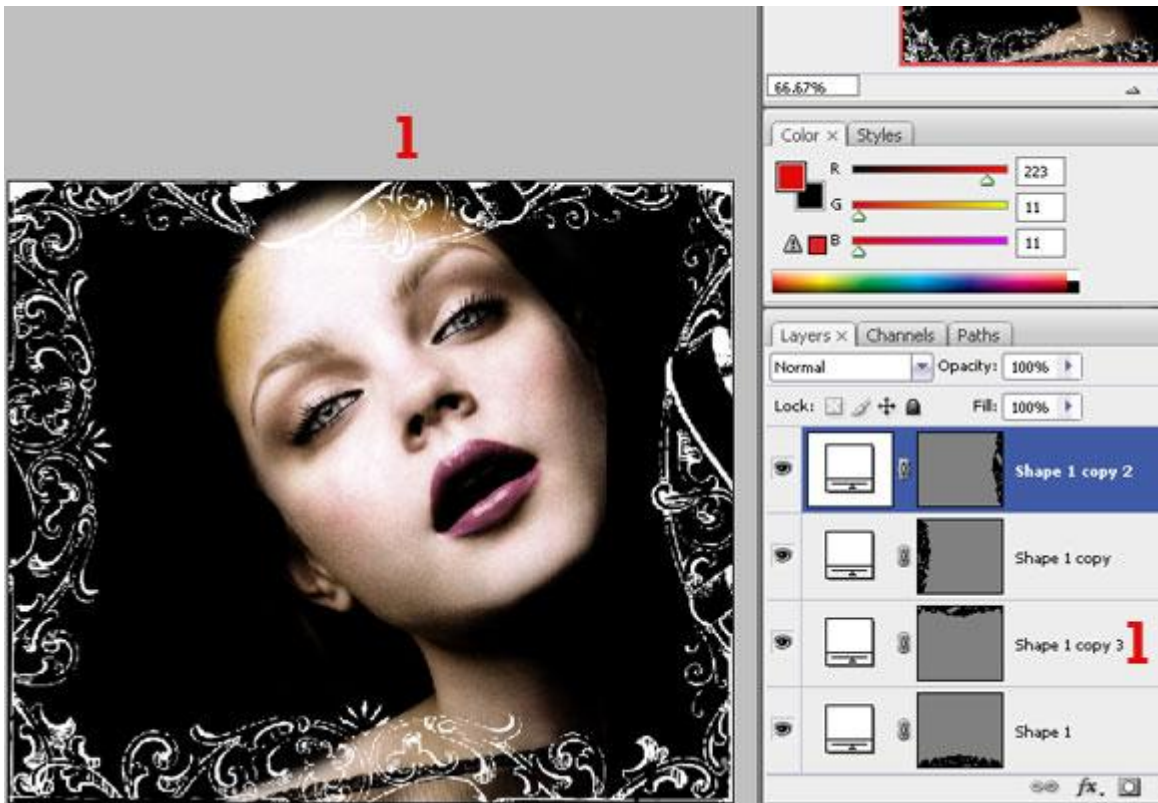 66.67%
1
Color × Styles
R 223
G 11
B 11
Layers × Channels Paths
Normal Opacity: 100%
Lock: Fill: 100%
Shape 1 copy 2
Shape 1 copy
Shape 1 copy 3 1
Shape 1
fx.